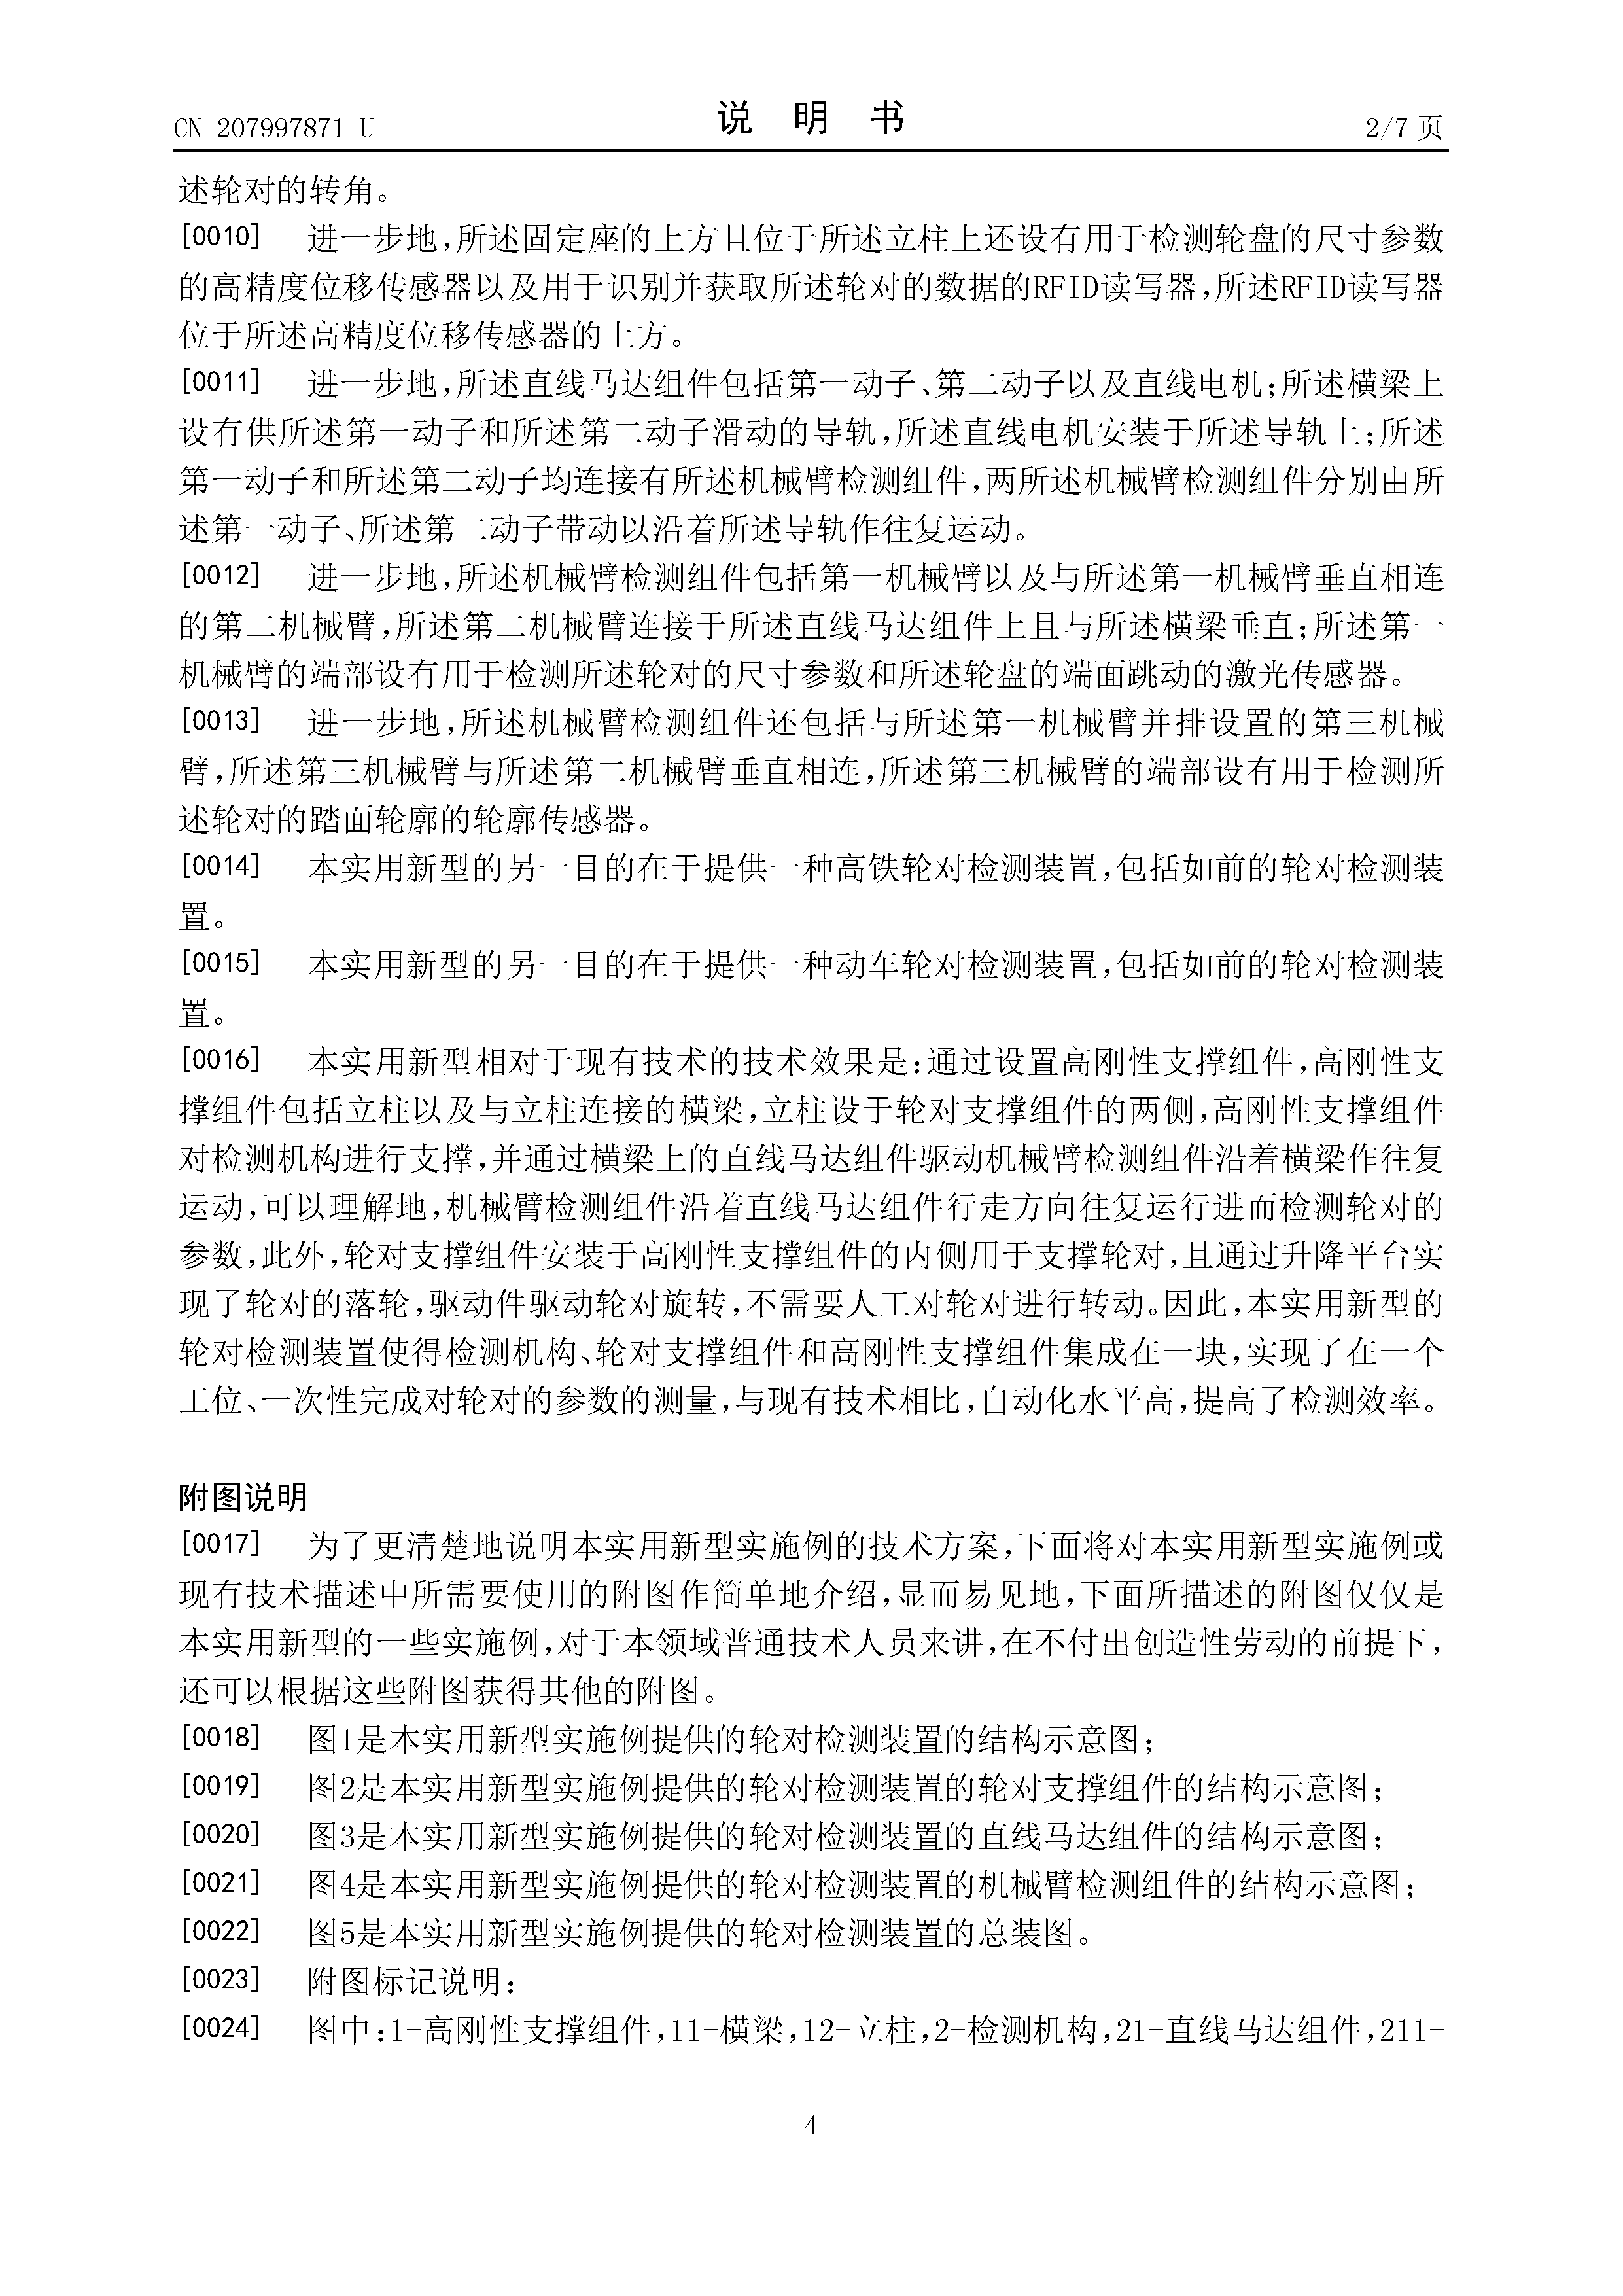 CN 207997871 U
说 明 书
2/7 页
述轮对的转角。
[0010] 进一步地,所述固定座的上方且位于所述立柱上还设有用于检测轮盘的尺寸参数
的高精度位移传感器以及用于识别并获取所述轮对的数据的RFID读写器,所述RFID读写器
位于所述高精度位移传感器的上方。
[0011] 进一步地,所述直线马达组件包括第一动子、第二动子以及直线电机;所述横梁上
设有供所述第一动子和所述第二动子滑动的导轨,所述直线电机安装于所述导轨上;所述
第一动子和所述第二动子均连接有所述机械臂检测组件,两所述机械臂检测组件分别由所
述第一动子、所述第二动子带动以沿着所述导轨作往复运动。
[0012] 进一步地,所述机械臂检测组件包括第一机械臂以及与所述第一机械臂垂直相连
的第二机械臂,所述第二机械臂连接于所述直线马达组件上且与所述横梁垂直;所述第一
机械臂的端部设有用于检测所述轮对的尺寸参数和所述轮盘的端面跳动的激光传感器。
[0013] 进一步地,所述机械臂检测组件还包括与所述第一机械臂并排设置的第三机械
臂,所述第三机械臂与所述第二机械臂垂直相连,所述第三机械臂的端部设有用于检测所
述轮对的踏面轮廓的轮廓传感器。
[0014] 本实用新型的另一目的在于提供一种高铁轮对检测装置,包括如前的轮对检测装
置。
[0015] 本实用新型的另一目的在于提供一种动车轮对检测装置,包括如前的轮对检测装
置。
[0016] 本实用新型相对于现有技术的技术效果是:通过设置高刚性支撑组件,高刚性支
撑组件包括立柱以及与立柱连接的横梁,立柱设于轮对支撑组件的两侧,高刚性支撑组件
对检测机构进行支撑,并通过横梁上的直线马达组件驱动机械臂检测组件沿着横梁作往复
运动,可以理解地,机械臂检测组件沿着直线马达组件行走方向往复运行进而检测轮对的
参数,此外,轮对支撑组件安装于高刚性支撑组件的内侧用于支撑轮对,且通过升降平台实
现了轮对的落轮,驱动件驱动轮对旋转,不需要人工对轮对进行转动。因此,本实用新型的
轮对检测装置使得检测机构、轮对支撑组件和高刚性支撑组件集成在一块,实现了在一个
工位、一次性完成对轮对的参数的测量,与现有技术相比,自动化水平高,提高了检测效率。
附图说明
[0017] 为了更清楚地说明本实用新型实施例的技术方案,下面将对本实用新型实施例或
现有技术描述中所需要使用的附图作简单地介绍,显而易见地,下面所描述的附图仅仅是
本实用新型的一些实施例,对于本领域普通技术人员来讲,在不付出创造性劳动的前提下,
还可以根据这些附图获得其他的附图。
[0018] 图1是本实用新型实施例提供的轮对检测装置的结构示意图;
[0019] 图2是本实用新型实施例提供的轮对检测装置的轮对支撑组件的结构示意图;
[0020] 图3是本实用新型实施例提供的轮对检测装置的直线马达组件的结构示意图;
[0021] 图4是本实用新型实施例提供的轮对检测装置的机械臂检测组件的结构示意图;
[0022] 图5是本实用新型实施例提供的轮对检测装置的总装图。
[0023] 附图标记说明:
[0024] 图中:1-高刚性支撑组件,11-横梁,12-立柱,2-检测机构,21-直线马达组件,211-
4